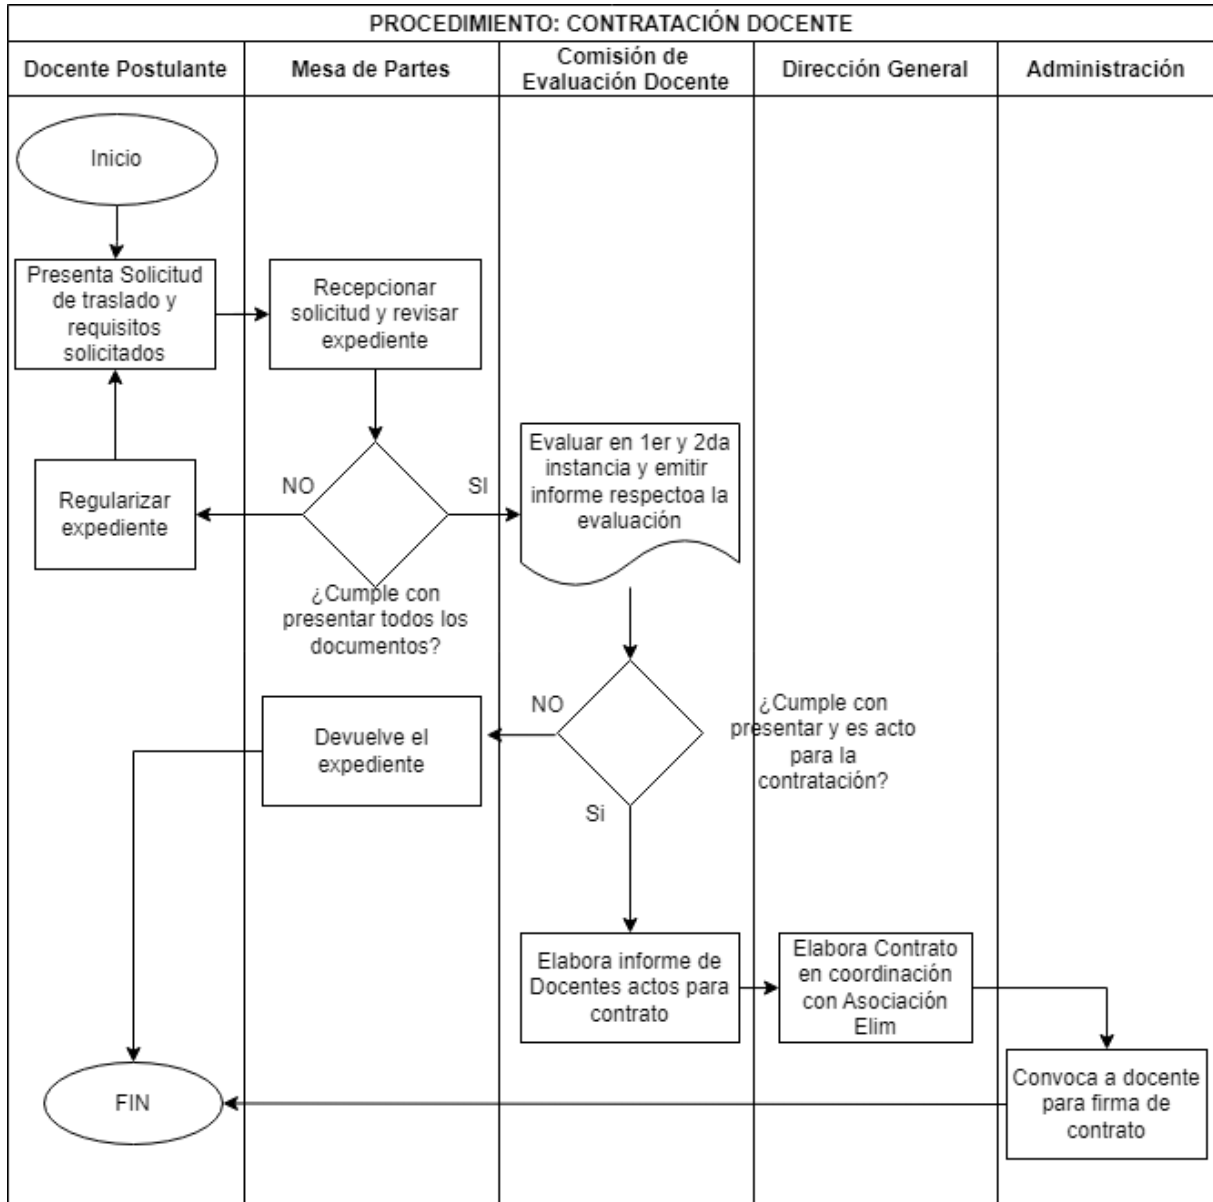 PROCEDIMIENTO: CONTRATACIÓN DOCENTE
Docente Postulante
Mesa de Partes
Comisión de
Evaluación Docente
Dirección General
Administración
Inicio
Presenta Solicitud
de traslado y
requisitos
solicitados
Recepcionar
solicitud y revisar
expediente
Regularizar
expediente
NO
SI
¿Cumple con
presentar todos los
documentos?
Evaluar en 1er y 2da
instancia y emitir
informe respectoa la
evaluación
NO
Si
¿Cumple con
presentar y es acto
para la
contratación?
Devuelve el
expediente
Elabora informe de
Docentes actos para
contrato
Elabora Contrato
en coordinación
con Asociación
Elim
Convoca a docente
para firma de
contrato
FIN